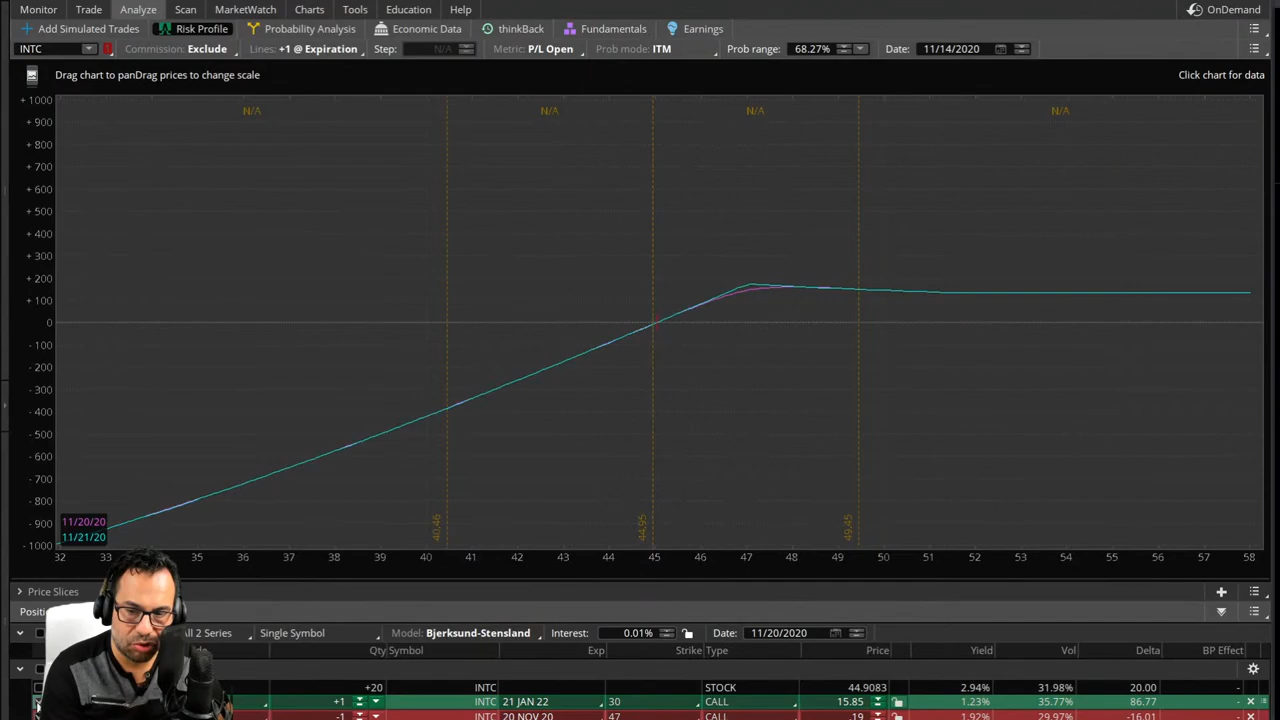 Monitor Trade Analyze Scan MarketWatch Charts Tools Education Help OnDemand
Add Simulated Trades Risk Profile Probability Analysis Economic Data thinkBack Fundamentals Earnings
INTC Commission: Exclude Lines: +1 @ Expiration Step: N/A Metric: P/L Open Prob mode: ITM Prob range: 68.27% Date: 11/14/2020
Drag chart to panDrag prices to change scale Click chart for data
+ 1000 N/A N/A N/A N/A
+ 900
+ 800
+ 700
+ 600
+ 500
+ 400
+ 300
+ 200
+ 100
0
- 100
- 200
- 300
- 400
- 500
- 600
- 700
- 800
- 900
- 1000
40.46 44.95 49.45
11/20/20
11/21/20
32 33 34 35 36 37 38 39 40 41 42 43 44 45 46 47 48 49 50 51 52 53 54 55 56 57 58
Price Slices
Positi
All 2 Series Single Symbol Model: Bjerksund-Stensland Interest: 0.01% Date: 11/20/2020
Qty Symbol Exp Strike Type Price Yield Vol Delta BP Effect
+20 INTC STOCK 44.9083 2.94% 31.98% 20.00 -
+1 INTC 21 JAN 22 30 CALL 15.85 1.23% 35.77% 86.77 -
-1 INTC 20 NOV 20 47 CALL .19 1.92% 29.97% -16.01 -